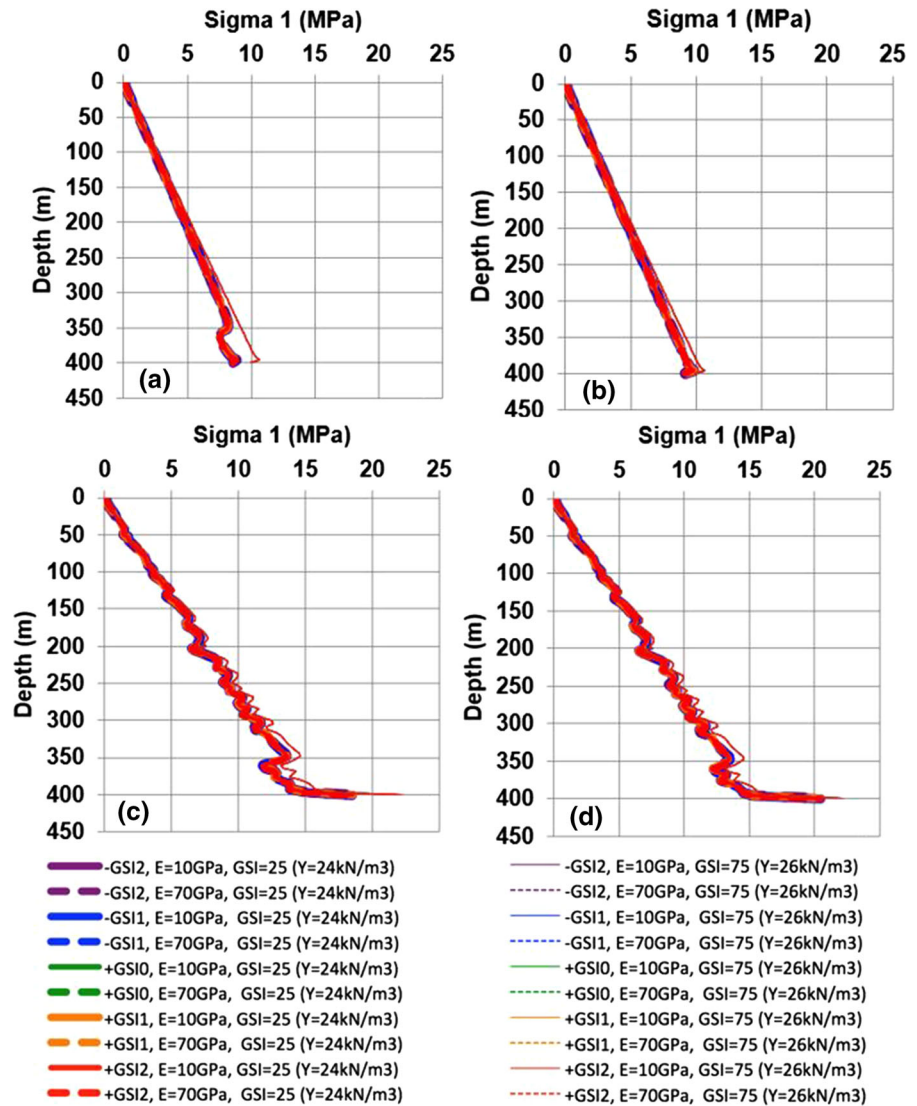 Sigma 1 (MPa)
0 5 10 15 20 25
0
50
100
150
200
250
300
350
400
450
Depth (m)
(a)
Sigma 1 (MPa)
0 5 10 15 20 25
0
50
100
150
200
250
300
350
400
450
Depth (m)
(b)
Sigma 1 (MPa)
0 5 10 15 20 25
0
50
100
150
200
250
300
350
400
450
Depth (m)
(c)
Sigma 1 (MPa)
0 5 10 15 20 25
0
50
100
150
200
250
300
350
400
450
Depth (m)
(d)
-GSI2, E=10GPa, GSI=25 (Y=24kN/m3)
-GSI2, E=70GPa, GSI=25 (Y=24kN/m3)
-GSI1, E=10GPa, GSI=25 (Y=24kN/m3)
-GSI1, E=70GPa, GSI=25 (Y=24kN/m3)
+GSI0, E=10GPa, GSI=25 (Y=24kN/m3)
+GSI0, E=70GPa, GSI=25 (Y=24kN/m3)
+GSI1, E=10GPa, GSI=25 (Y=24kN/m3)
+GSI1, E=70GPa, GSI=25 (Y=24kN/m3)
+GSI2, E=10GPa, GSI=25 (Y=24kN/m3)
+GSI2, E=70GPa, GSI=25 (Y=24kN/m3)
-GSI2, E=10GPa, GSI=75 (Y=26kN/m3)
-GSI2, E=70GPa, GSI=75 (Y=26kN/m3)
-GSI1, E=10GPa, GSI=75 (Y=26kN/m3)
-GSI1, E=70GPa, GSI=75 (Y=26kN/m3)
+GSI0, E=10GPa, GSI=75 (Y=26kN/m3)
+GSI0, E=70GPa, GSI=75 (Y=26kN/m3)
+GSI1, E=10GPa, GSI=75 (Y=26kN/m3)
+GSI1, E=70GPa, GSI=75 (Y=26kN/m3)
+GSI2, E=10GPa, GSI=75 (Y=26kN/m3)
+GSI2, E=70GPa, GSI=75 (Y=26kN/m3)